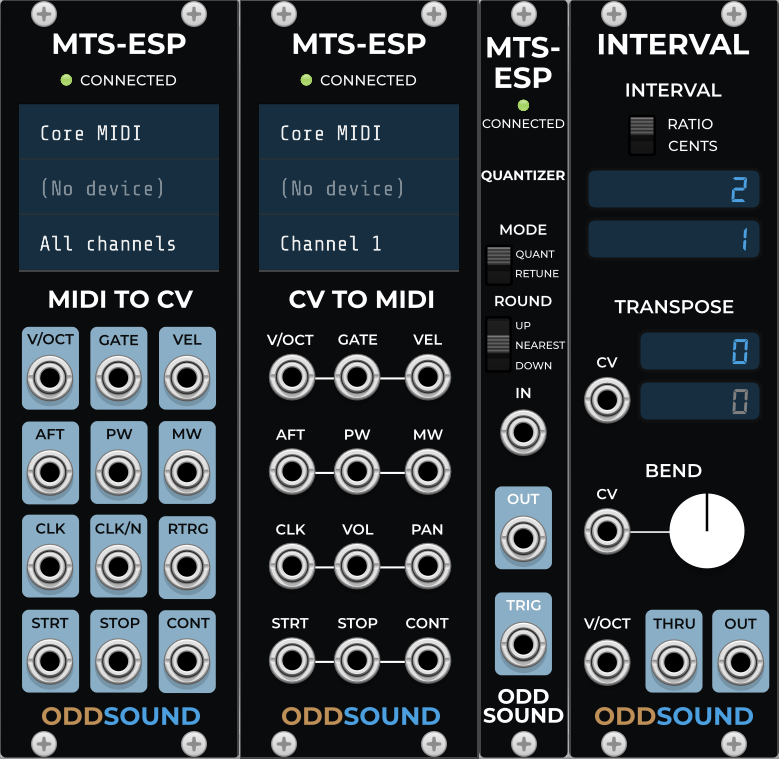 MTS-ESP
CONNECTED
Core MIDI
(No device)
All channels
MIDI TO CV
V/OCT GATE VEL
AFT PW MW
CLK CLK/N RTRG
STRT STOP CONT
ODDSOUND
MTS-ESP
CONNECTED
Core MIDI
(No device)
Channel 1
CV TO MIDI
V/OCT GATE VEL
AFT PW MW
CLK VOL PAN
STRT STOP CONT
ODDSOUND
MTS-
ESP
CONNECTED
QUANTIZER
MODE
QUANT
RETUNE
ROUND
UP
NEAREST
DOWN
IN
OUT
TRIG
ODD
SOUND
INTERVAL
INTERVAL
RATIO
CENTS
2
1
TRANSPOSE
0
CV
0
BEND
CV
V/OCT THRU OUT
ODDSOUND